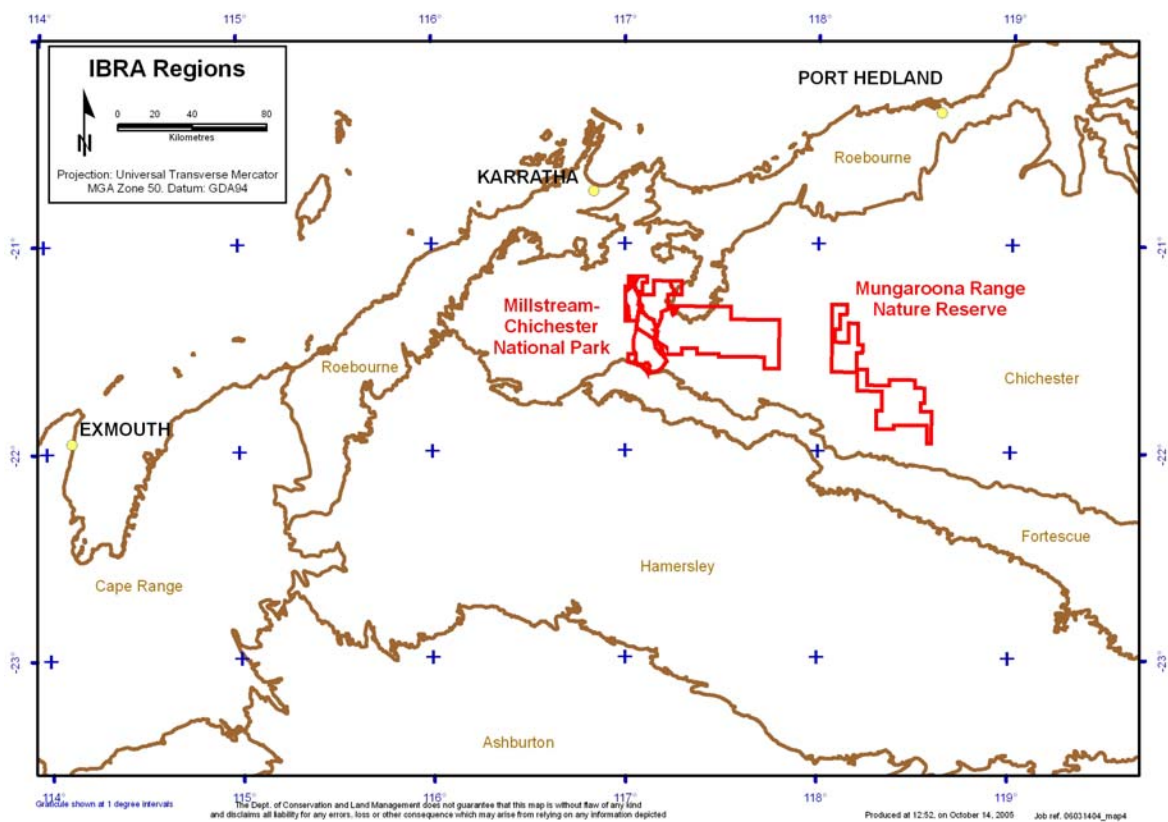 114°
115°
116°
117°
118°
119°
IBRA Regions
N
0 20 40 80
Kilometres
Projection: Universal Transverse Mercator
MGA Zone 50. Datum: GDA94
PORT HEDLAND
Roebourne
KARRATHA
-21°
-21°
Millstream-
Chichester
National Park
Mungaroona Range
Nature Reserve
Roebourne
Chichester
EXMOUTH
-22°
-22°
Fortescue
Hamersley
Cape Range
-23°
-23°
Ashburton
114°
115°
116°
117°
118°
119°
Graticule shown at 1 degree intervals
The Dept. of Conservation and Land Management does not guarantee that this map is without flaw of any kind
and disclaims all liability for any errors, loss or other consequence which may arise from relying on any information depicted
Produced at 12:52, on October 14, 2005
Job ref. 06031404_map4